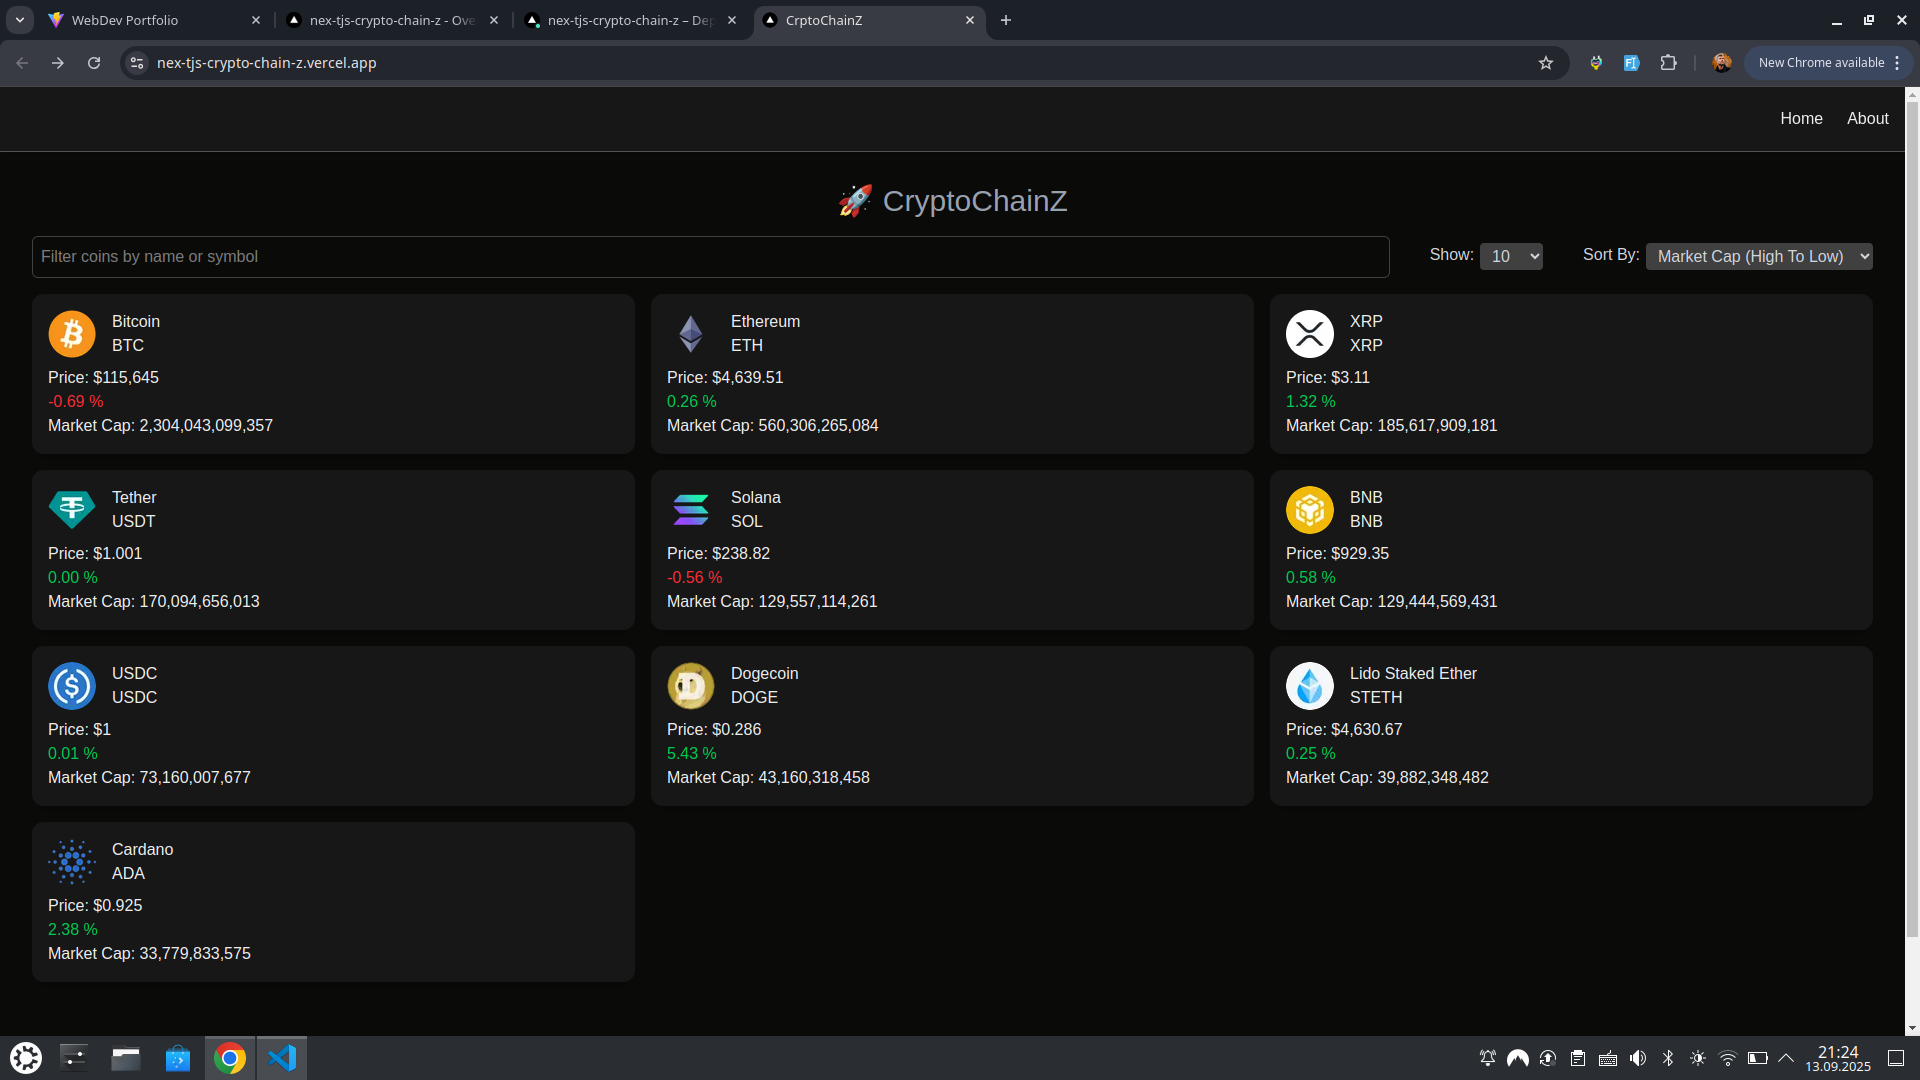 WebDev Portfolio
nex-tjs-crypto-chain-z - Ove
nex-tjs-crypto-chain-z – Dep
CrptoChainZ
nex-tjs-crypto-chain-z.vercel.app
New Chrome available
Home
About
🚀 CryptoChainZ
Filter coins by name or symbol
Show: 10
Sort By: Market Cap (High To Low)
Bitcoin
BTC
Price: $115,645
-0.69 %
Market Cap: 2,304,043,099,357
Ethereum
ETH
Price: $4,639.51
0.26 %
Market Cap: 560,306,265,084
XRP
XRP
Price: $3.11
1.32 %
Market Cap: 185,617,909,181
Tether
USDT
Price: $1.001
0.00 %
Market Cap: 170,094,656,013
Solana
SOL
Price: $238.82
-0.56 %
Market Cap: 129,557,114,261
BNB
BNB
Price: $929.35
0.58 %
Market Cap: 129,444,569,431
USDC
USDC
Price: $1
0.01 %
Market Cap: 73,160,007,677
Dogecoin
DOGE
Price: $0.286
5.43 %
Market Cap: 43,160,318,458
Lido Staked Ether
STETH
Price: $4,630.67
0.25 %
Market Cap: 39,882,348,482
Cardano
ADA
Price: $0.925
2.38 %
Market Cap: 33,779,833,575
21:24
13.09.2025